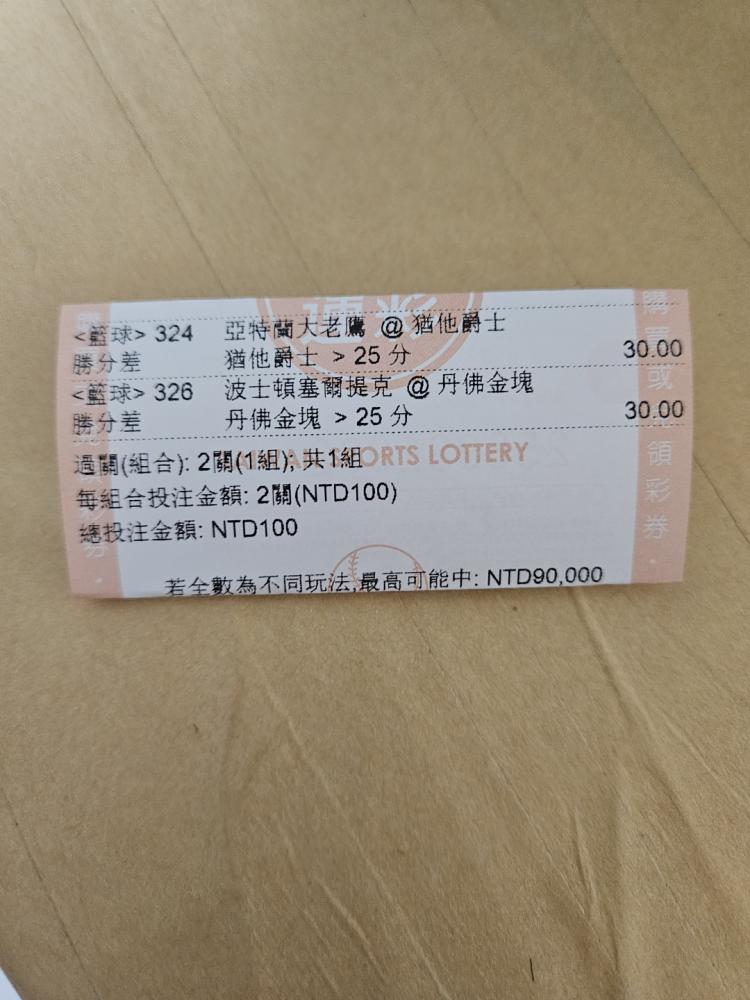 運彩
<籃球> 324 亞特蘭大老鷹 @ 猶他爵士
勝分差 猶他爵士 > 25 分 30.00
<籃球> 326 波士頓塞爾提克 @ 丹佛金塊
勝分差 丹佛金塊 > 25 分 30.00
過關(組合): 2關(1組); 共1組
SPORTS LOTTERY
每組合投注金額: 2關(NTD100)
總投注金額: NTD100
若全數為不同玩法,最高可能中: NTD90,000
購買或 領彩券